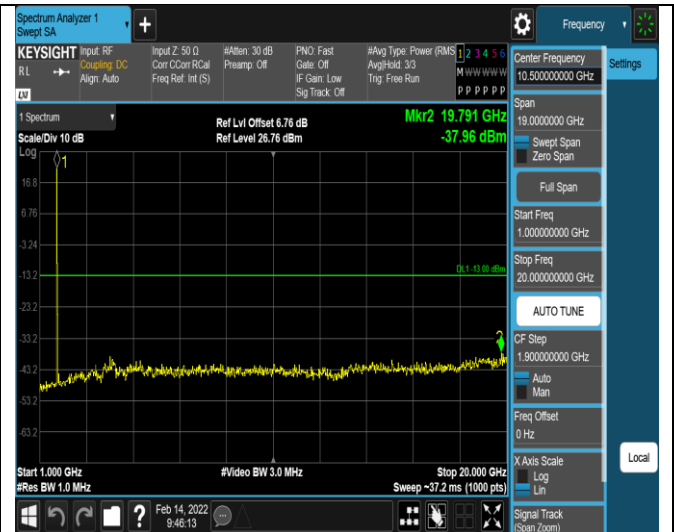 Spectrum Analyzer 1
Swept SA
Frequency
KEYSIGHT
RL
LXI
Input: RF
Coupling: DC
Align: Auto
Input Z: 50 Ω
Corr CCorr RCal
Freq Ref: Int (S)
#Atten: 30 dB
Preamp: Off
PNO: Fast
Gate: Off
IF Gain: Low
Sig Track: Off
#Avg Type: Power (RMS
Avg|Hold: 3/3
Trig: Free Run
1 2 3 4 5 6
M W W W W W
P P P P P P
Center Frequency
10.500000000 GHz
Settings
Span
19.0000000 GHz
Swept Span
Zero Span
Full Span
Start Freq
1.000000000 GHz
Stop Freq
20.000000000 GHz
AUTO TUNE
CF Step
1.900000000 GHz
Auto
Man
Freq Offset
0 Hz
X Axis Scale
Log
Lin
Local
Signal Track
(Span Zoom)
1 Spectrum
Scale/Div 10 dB
Log
Ref Lvl Offset 6.76 dB
Ref Level 26.76 dBm
Mkr2 19.791 GHz
-37.96 dBm
1
16.8
6.76
-3.24
-13.2
DL1 -13.00 dBm
-23.2
-33.2
2
-43.2
-53.2
-63.2
Start 1.000 GHz
#Res BW 1.0 MHz
#Video BW 3.0 MHz
Stop 20.000 GHz
Sweep ~37.2 ms (1000 pts)
?
Feb 14, 2022
9:46:13